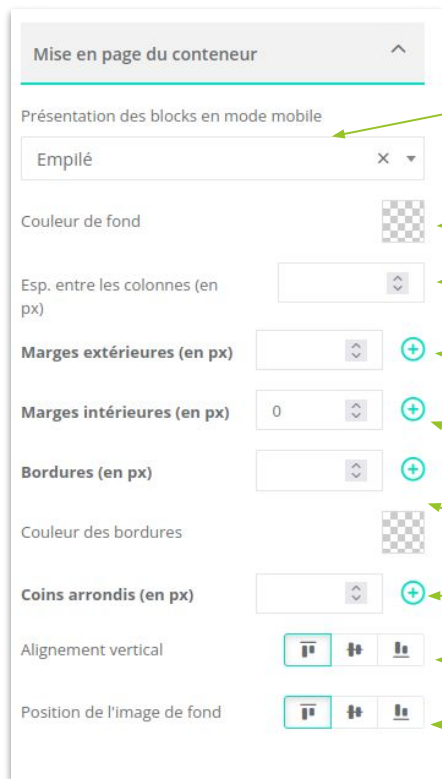 Mise en page du conteneur
Présentation des blocks en mode mobile
Empilé
Couleur de fond
Esp. entre les colonnes (en
px)
Marges extérieures (en px)
Marges intérieures (en px) 0
Bordures (en px)
Couleur des bordures
Coins arrondis (en px)
Alignement vertical
Position de l'image de fond